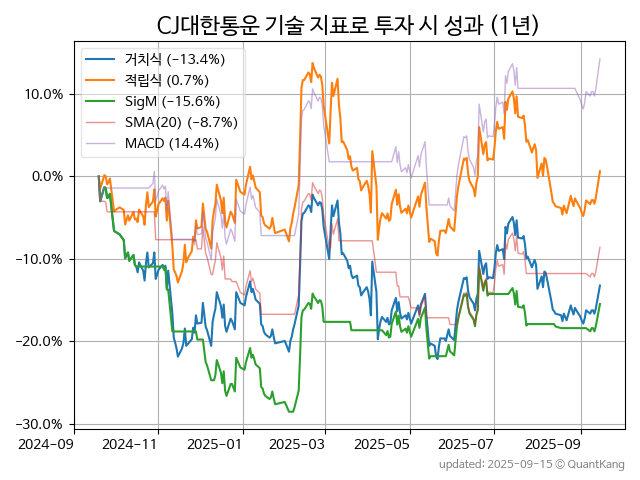 CJ대한통운 기술 지표로 투자 시 성과 (1년)
거치식 (−13.4%)
적립식 (0.7%)
SigM (−15.6%)
SMA(20) (−8.7%)
MACD (14.4%)
10.0%
0.0%
−10.0%
−20.0%
−30.0%
2024-09
2024-11
2025-01
2025-03
2025-05
2025-07
2025-09
updated: 2025-09-15 ⓒ QuantKang